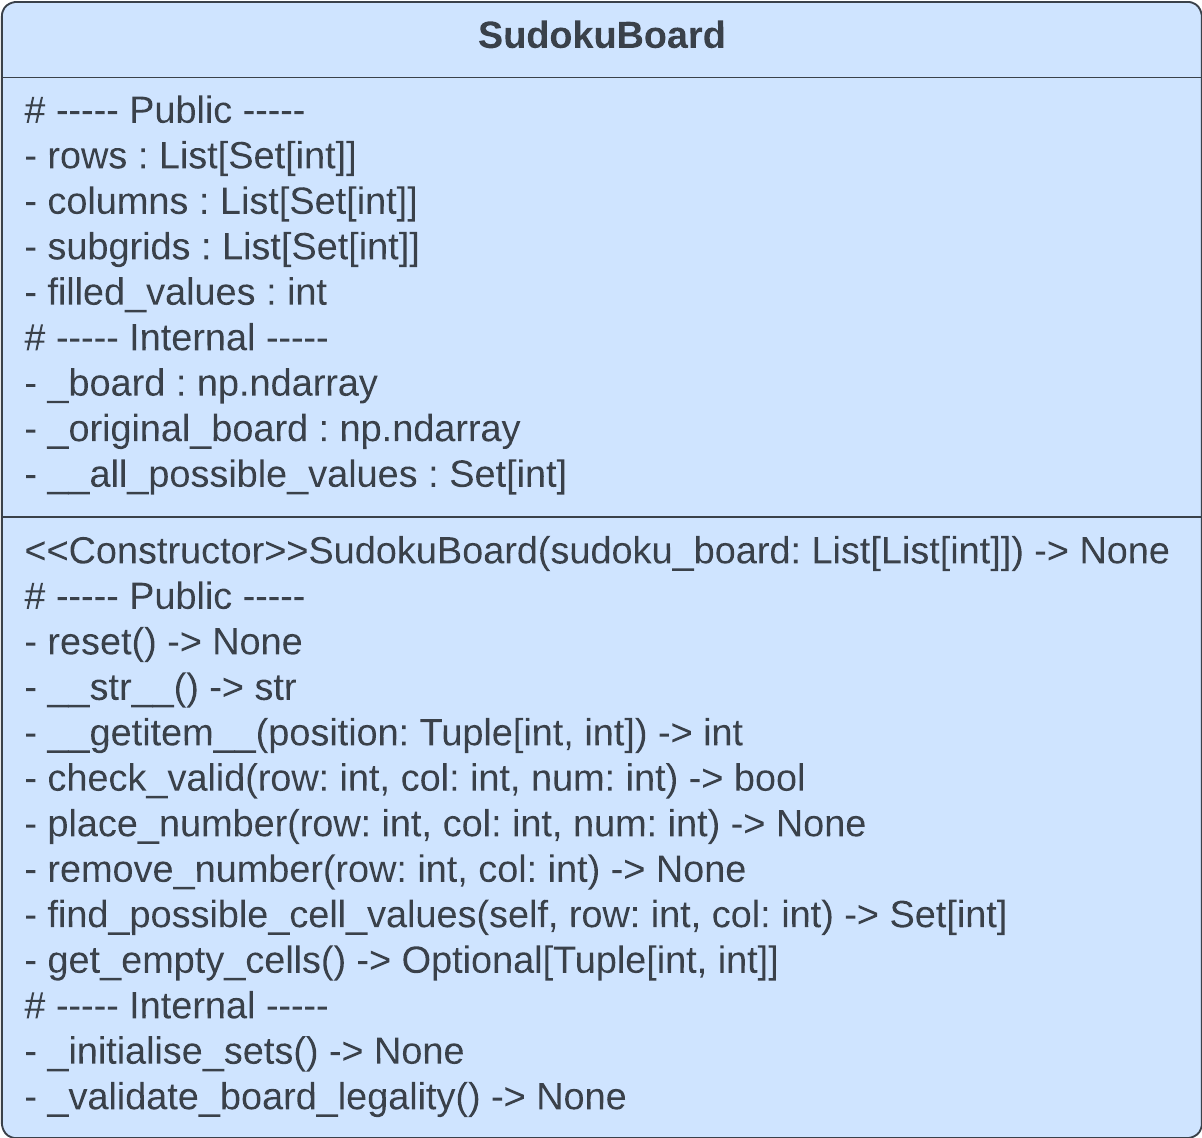 SudokuBoard
# ----- Public -----
- rows : List[Set[int]]
- columns : List[Set[int]]
- subgrids : List[Set[int]]
- filled_values : int
# ----- Internal -----
- _board : np.ndarray
- _original_board : np.ndarray
- __all_possible_values : Set[int]
<<Constructor>>SudokuBoard(sudoku_board: List[List[int]]) -> None
# ----- Public -----
- reset() -> None
- __str__() -> str
- __getitem__(position: Tuple[int, int]) -> int
- check_valid(row: int, col: int, num: int) -> bool
- place_number(row: int, col: int, num: int) -> None
- remove_number(row: int, col: int) -> None
- find_possible_cell_values(self, row: int, col: int) -> Set[int]
- get_empty_cells() -> Optional[Tuple[int, int]]
# ----- Internal -----
- _initialise_sets() -> None
- _validate_board_legality() -> None